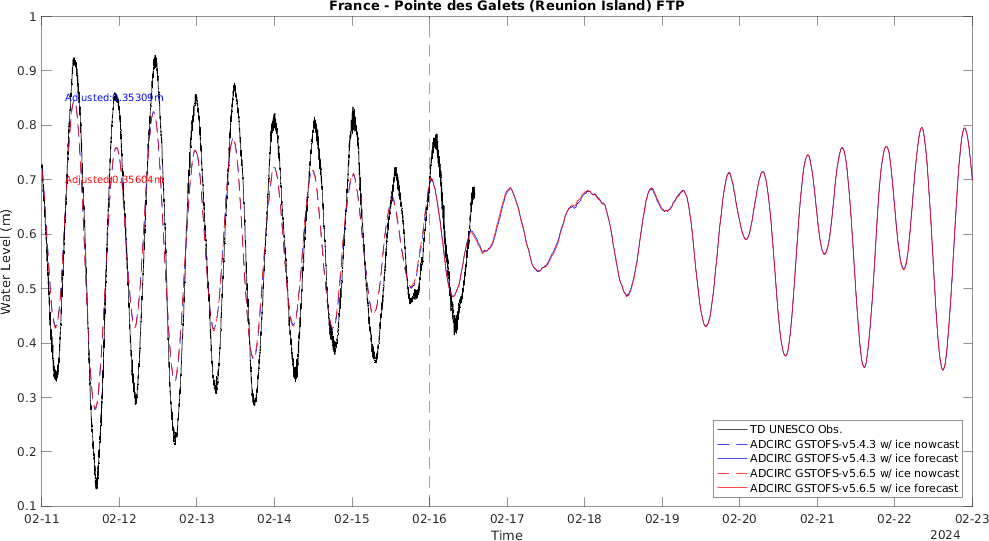 France - Pointe des Galets (Reunion Island) FTP
1
0.9
0.8
0.7
0.6
0.5
0.4
0.3
0.2
0.1
Water Level (m)
Adjusted:0.35309m
Adjusted:0.35604m
02-11
02-12
02-13
02-14
02-15
02-16
02-17
02-18
02-19
02-20
02-21
02-22
02-23
Time
2024
TD UNESCO Obs.
ADCIRC GSTOFS-v5.4.3 w/ ice nowcast
ADCIRC GSTOFS-v5.4.3 w/ ice forecast
ADCIRC GSTOFS-v5.6.5 w/ ice nowcast
ADCIRC GSTOFS-v5.6.5 w/ ice forecast